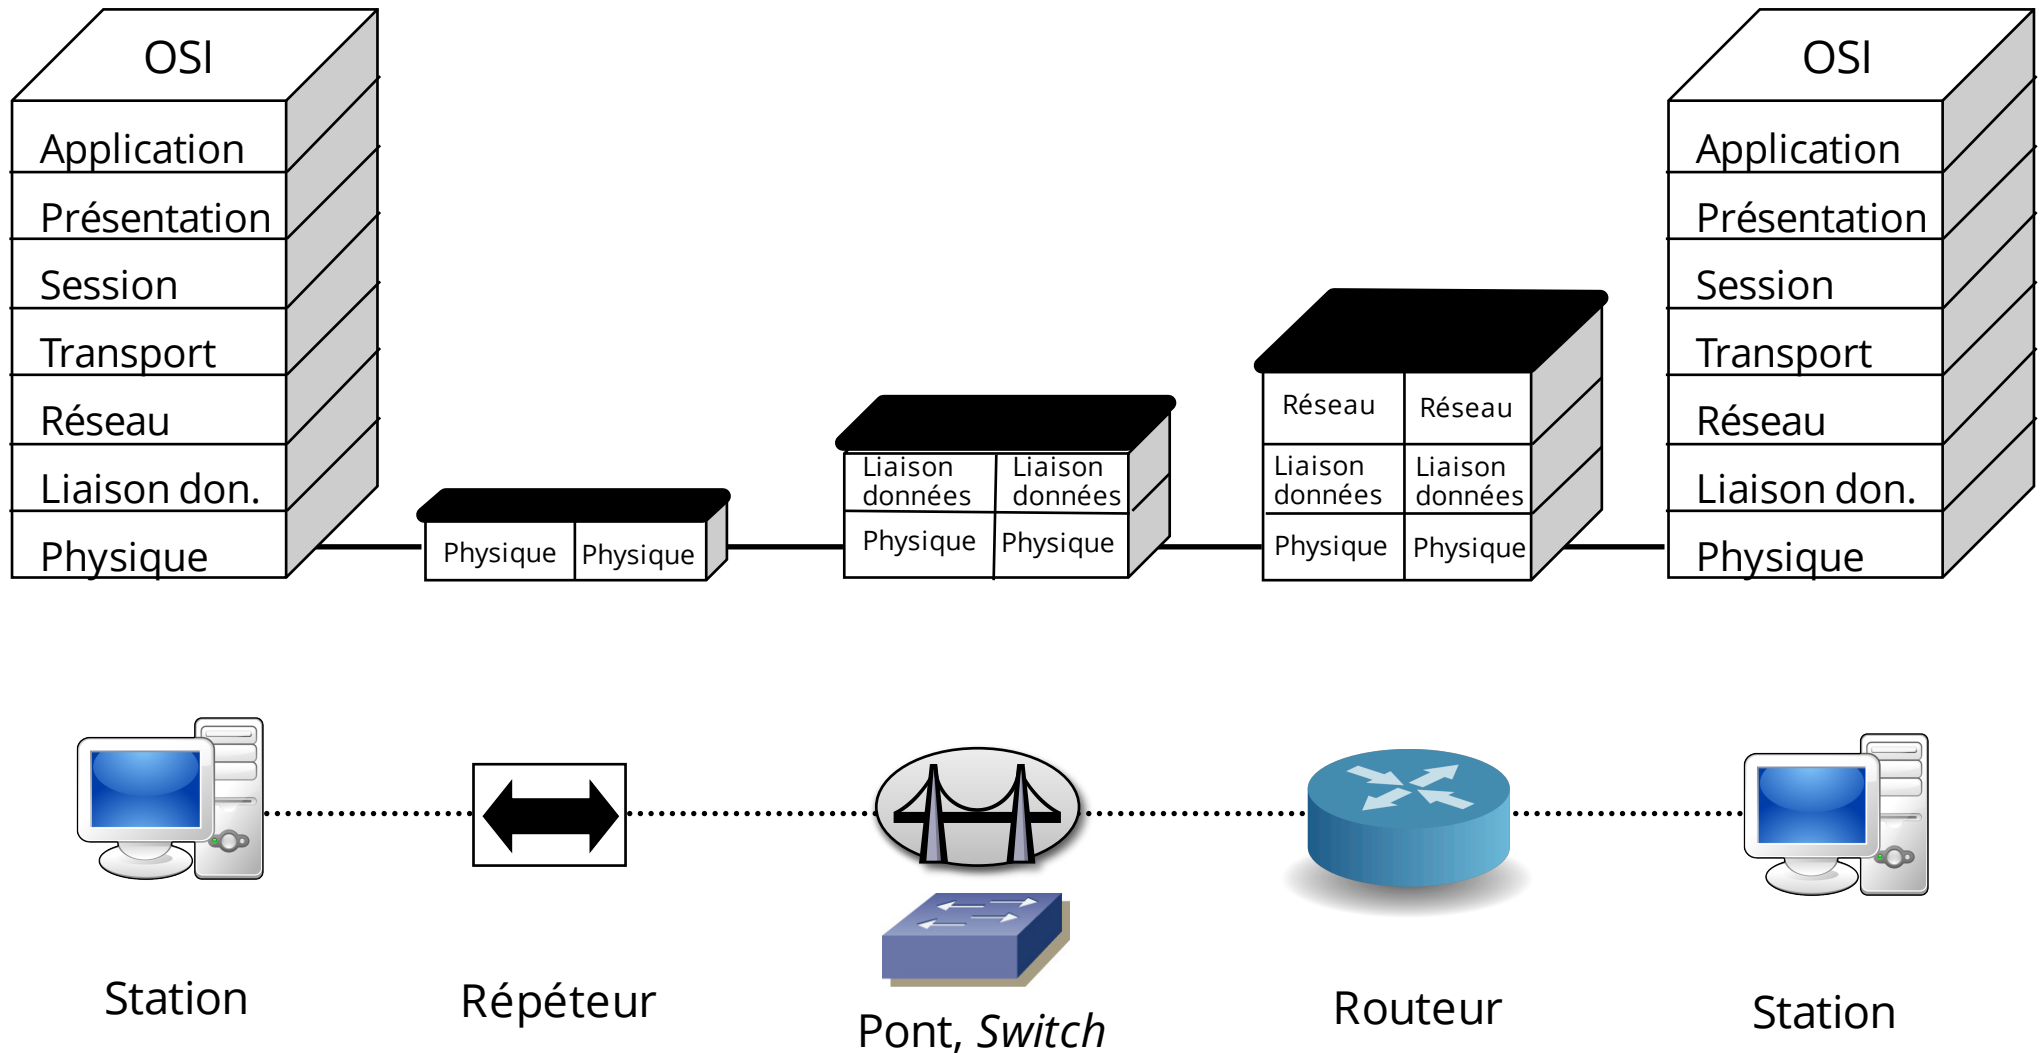 OSI
Application
Présentation
Session
Transport
Réseau
Liaison don.
Physique
Physique
Physique
Liaison
données
Liaison
données
Physique
Physique
Réseau
Réseau
Liaison
données
Liaison
données
Physique
Physique
OSI
Application
Présentation
Session
Transport
Réseau
Liaison don.
Physique
Station
Répéteur
Pont, Switch
Routeur
Station